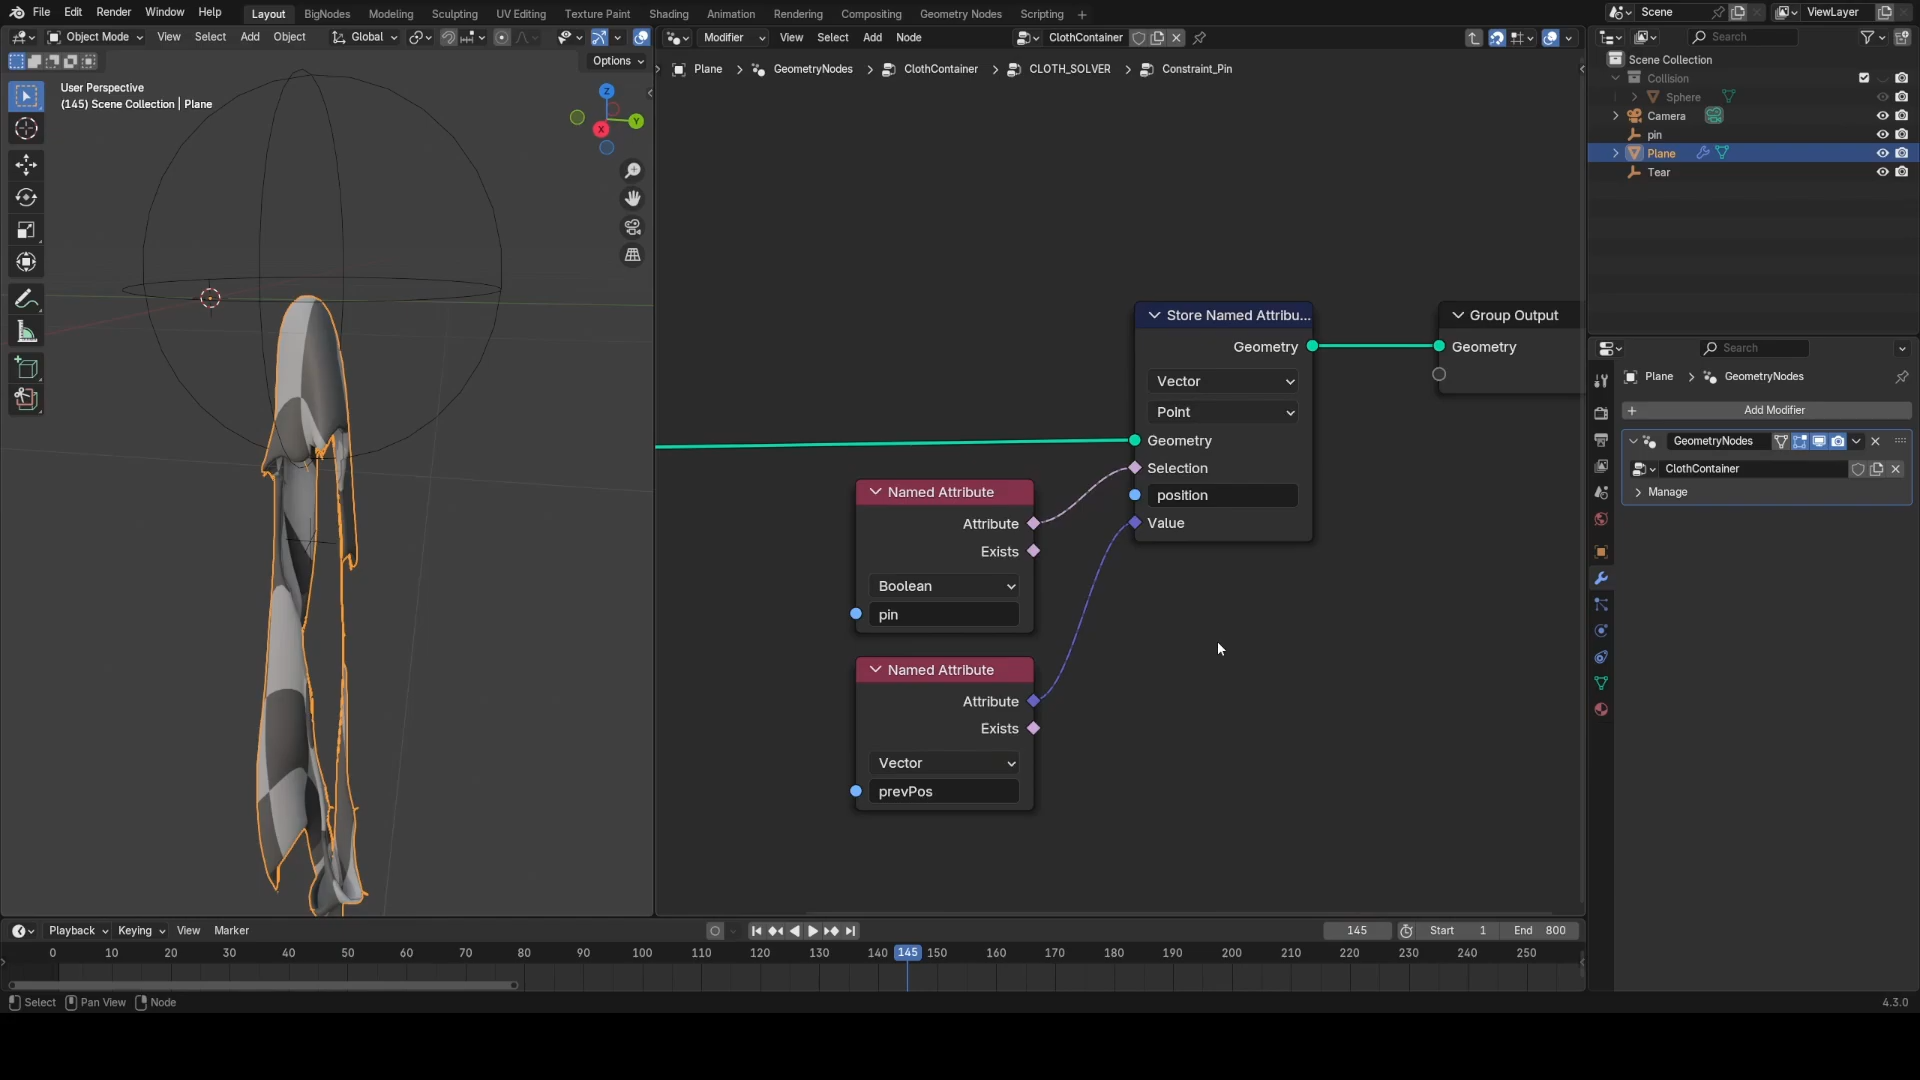 File Edit Render Window Help Layout BigNodes Modeling Sculpting UV Editing Texture Paint Shading Animation Rendering Compositing Geometry Nodes Scripting + Scene ViewLayer
Object Mode View Select Add Object Global Modifier View Select Add Node ClothContainer Search
Options
Plane > GeometryNodes > ClothContainer > CLOTH_SOLVER > Constraint_Pin
User Perspective
(145) Scene Collection | Plane
Z
Y
X
Scene Collection
Collision
Sphere
Camera
pin
Plane
Tear
Store Named Attribu...
Geometry
Vector
Point
Geometry
Selection
position
Value
Group Output
Geometry
Named Attribute
Attribute
Exists
Boolean
pin
Named Attribute
Attribute
Exists
Vector
prevPos
Search
Plane > GeometryNodes
+ Add Modifier
GeometryNodes
ClothContainer
Manage
Playback Keying View Marker 145 Start 1 End 800
0 10 20 30 40 50 60 70 80 90 100 110 120 130 140 145 150 160 170 180 190 200 210 220 230 240 250
Select Pan View Node 4.3.0